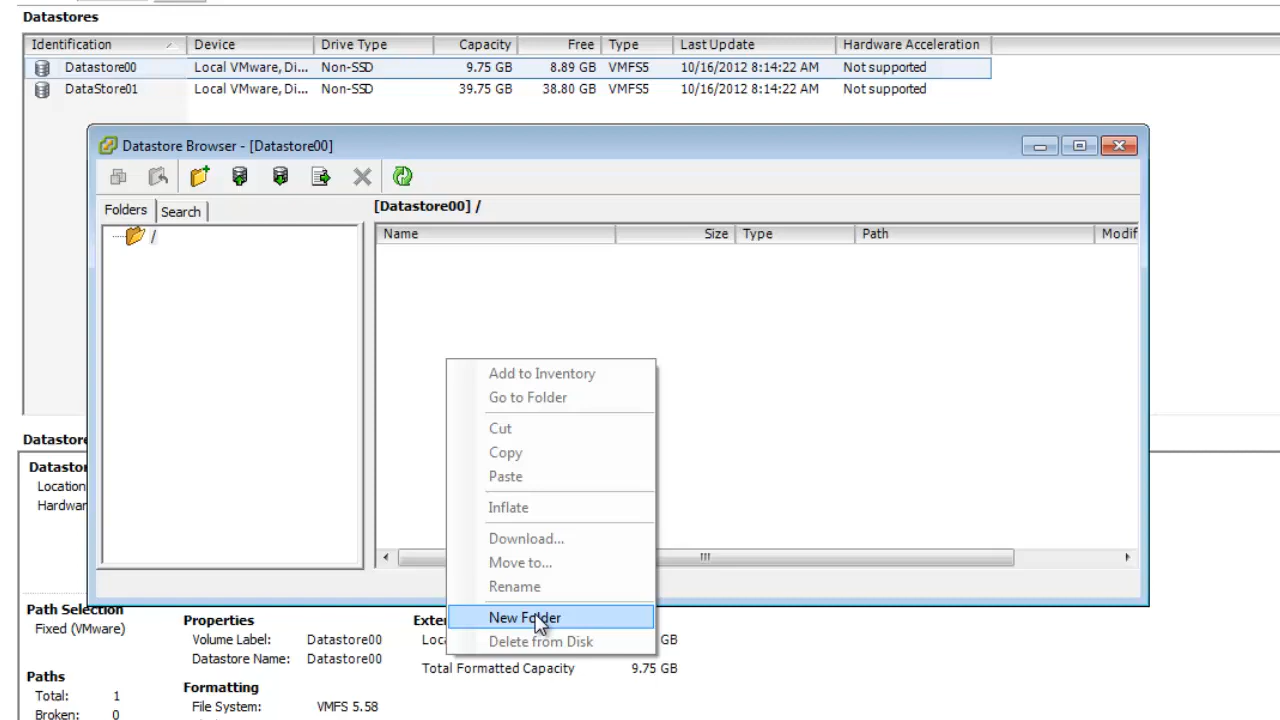 Datastores
Identification Device Drive Type Capacity Free Type Last Update Hardware Acceleration
Datastore00 Local VMware, Di... Non-SSD 9.75 GB 8.89 GB VMFS5 10/16/2012 8:14:22 AM Not supported
DataStore01 Local VMware, Di... Non-SSD 39.75 GB 38.80 GB VMFS5 10/16/2012 8:14:22 AM Not supported
Datastore Browser - [Datastore00]
Folders Search
[Datastore00] /
/
Name Size Type Path Modif
Add to Inventory
Go to Folder
Cut
Copy
Paste
Inflate
Download...
Move to...
Rename
New Folder
Delete from Disk
Datastore
Datastor
Location
Hardwar
Path Selection
Fixed (VMware)
Paths
Total: 1
Broken: 0
Properties
Volume Label: Datastore00
Datastore Name: Datastore00
Formatting
File System: VMFS 5.58
Exte
Loc GB
Total Formatted Capacity 9.75 GB